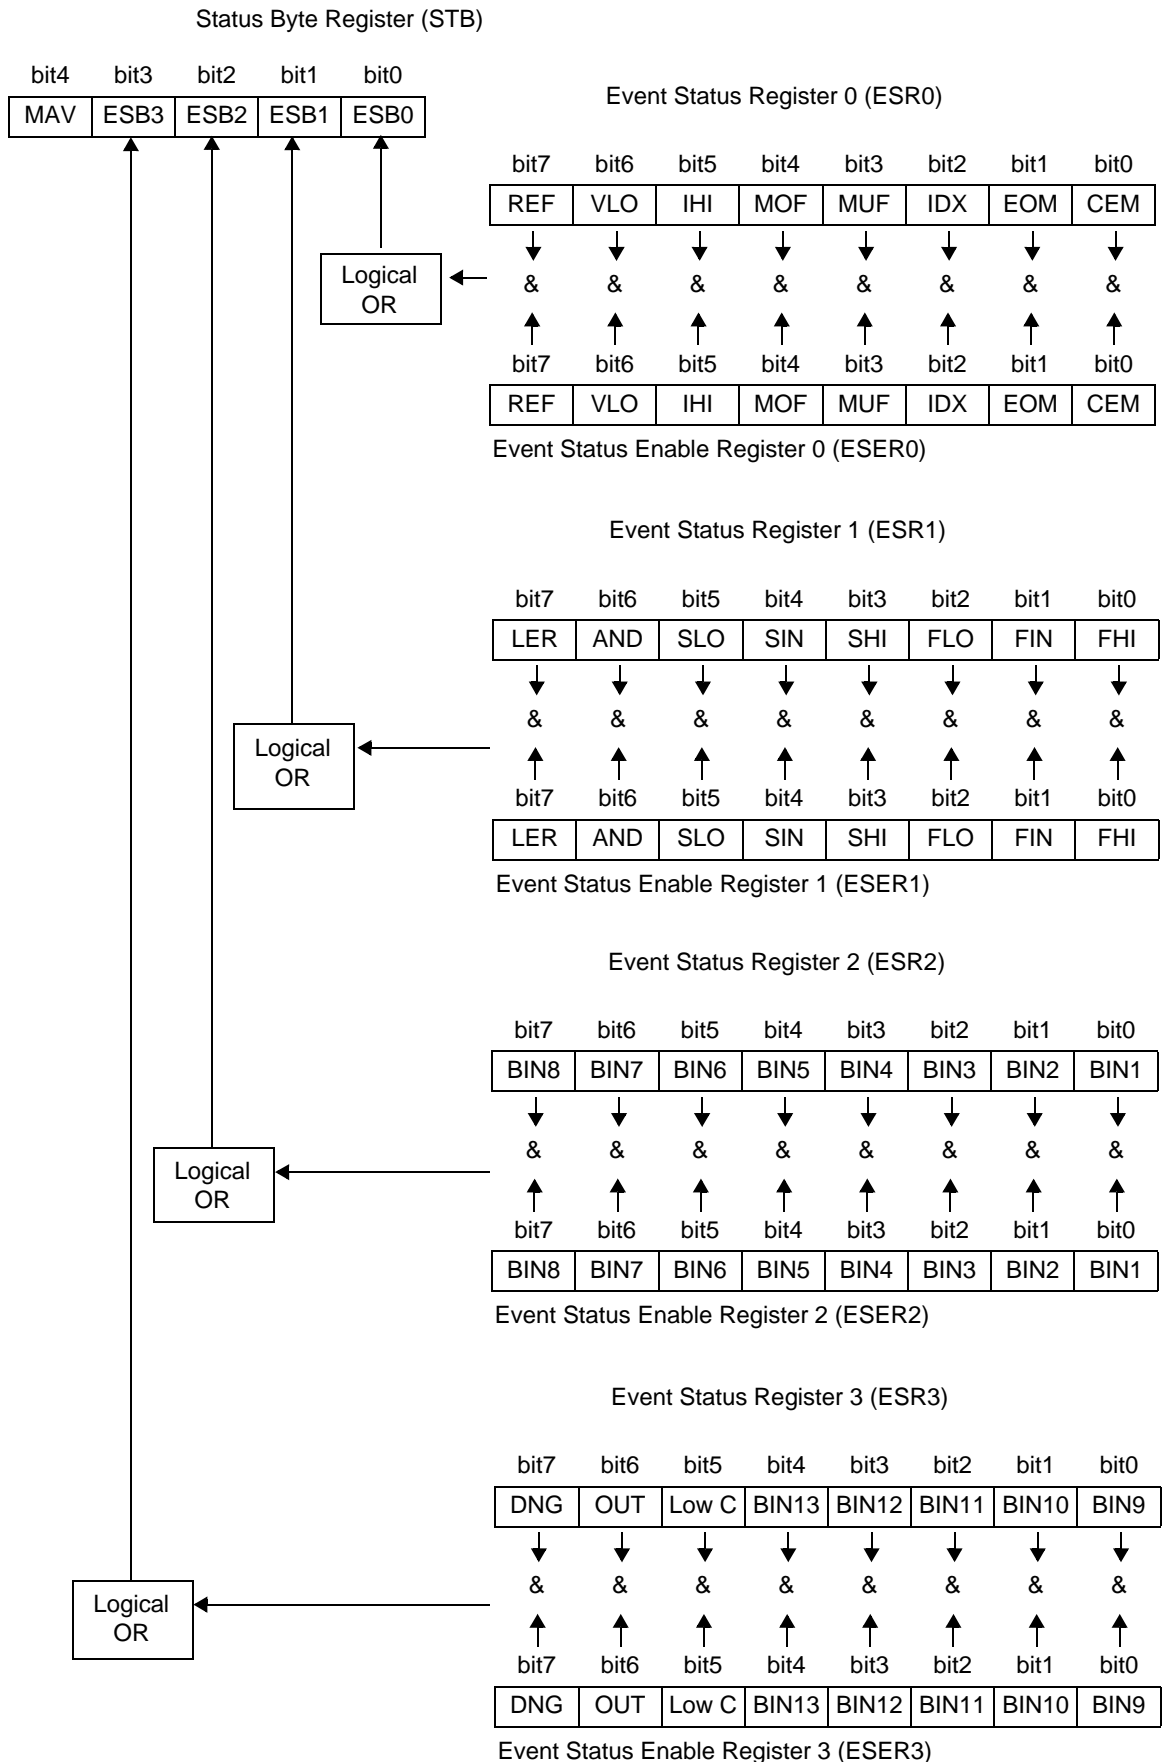 Status Byte Register (STB)
bit4 bit3 bit2 bit1 bit0
MAV ESB3 ESB2 ESB1 ESB0
Event Status Register 0 (ESR0)
bit7 bit6 bit5 bit4 bit3 bit2 bit1 bit0
REF VLO IHI MOF MUF IDX EOM CEM
Logical
OR
& & & & & & & &
bit7 bit6 bit5 bit4 bit3 bit2 bit1 bit0
REF VLO IHI MOF MUF IDX EOM CEM
Event Status Enable Register 0 (ESER0)
Event Status Register 1 (ESR1)
bit7 bit6 bit5 bit4 bit3 bit2 bit1 bit0
LER AND SLO SIN SHI FLO FIN FHI
& & & & & & & &
Logical
OR
bit7 bit6 bit5 bit4 bit3 bit2 bit1 bit0
LER AND SLO SIN SHI FLO FIN FHI
Event Status Enable Register 1 (ESER1)
Event Status Register 2 (ESR2)
bit7 bit6 bit5 bit4 bit3 bit2 bit1 bit0
BIN8 BIN7 BIN6 BIN5 BIN4 BIN3 BIN2 BIN1
& & & & & & & &
Logical
OR
bit7 bit6 bit5 bit4 bit3 bit2 bit1 bit0
BIN8 BIN7 BIN6 BIN5 BIN4 BIN3 BIN2 BIN1
Event Status Enable Register 2 (ESER2)
Event Status Register 3 (ESR3)
bit7 bit6 bit5 bit4 bit3 bit2 bit1 bit0
DNG OUT Low C BIN13 BIN12 BIN11 BIN10 BIN9
& & & & & & & &
Logical
OR
bit7 bit6 bit5 bit4 bit3 bit2 bit1 bit0
DNG OUT Low C BIN13 BIN12 BIN11 BIN10 BIN9
Event Status Enable Register 3 (ESER3)